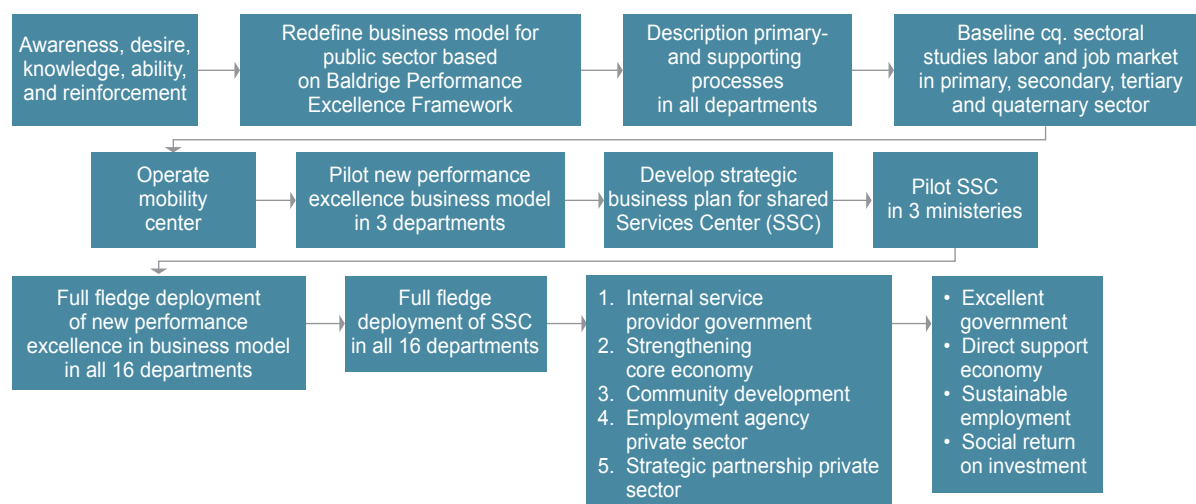 Awareness, desire,
knowledge, ability,
and reinforcement
Redefine business model for
public sector based
on Baldrige Performance
Excellence Framework
Description primary-
and supporting
processes
in all departments
Baseline cq. sectoral
studies labor and job market
in primary, secondary, tertiary
and quaternary sector
Operate
mobility
center
Pilot new performance
excellence business model
in 3 departments
Develop strategic
business plan for shared
Services Center (SSC)
Pilot SSC
in 3 ministeries
Full fledge deployment
of new performance
excellence in business model
in all 16 departments
Full fledge
deployment of SSC
in all 16 departments
1. Internal service
providor government
2. Strengthening
core economy
3. Community development
4. Employment agency
private sector
5. Strategic partnership private
sector
• Excellent
government
• Direct support
economy
• Sustainable
employment
• Social return
on investment